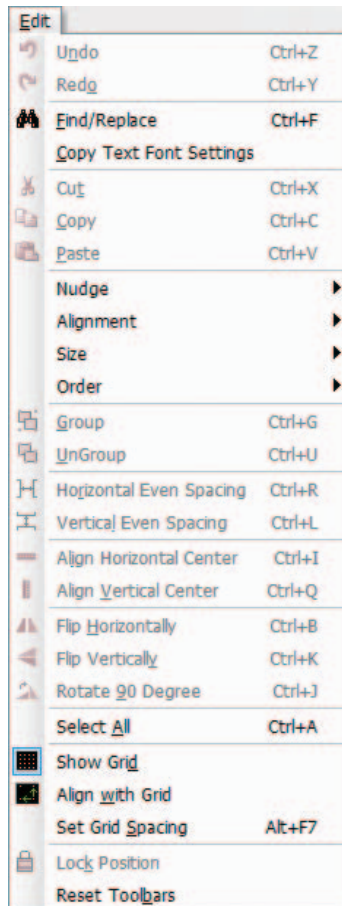 Edit
Undo Ctrl+Z
Redo Ctrl+Y
Find/Replace Ctrl+F
Copy Text Font Settings
Cut Ctrl+X
Copy Ctrl+C
Paste Ctrl+V
Nudge
Alignment
Size
Order
Group Ctrl+G
UnGroup Ctrl+U
Horizontal Even Spacing Ctrl+R
Vertical Even Spacing Ctrl+L
Align Horizontal Center Ctrl+I
Align Vertical Center Ctrl+Q
Flip Horizontally Ctrl+B
Flip Vertically Ctrl+K
Rotate 90 Degree Ctrl+J
Select All Ctrl+A
Show Grid
Align with Grid
Set Grid Spacing Alt+F7
Lock Position
Reset Toolbars